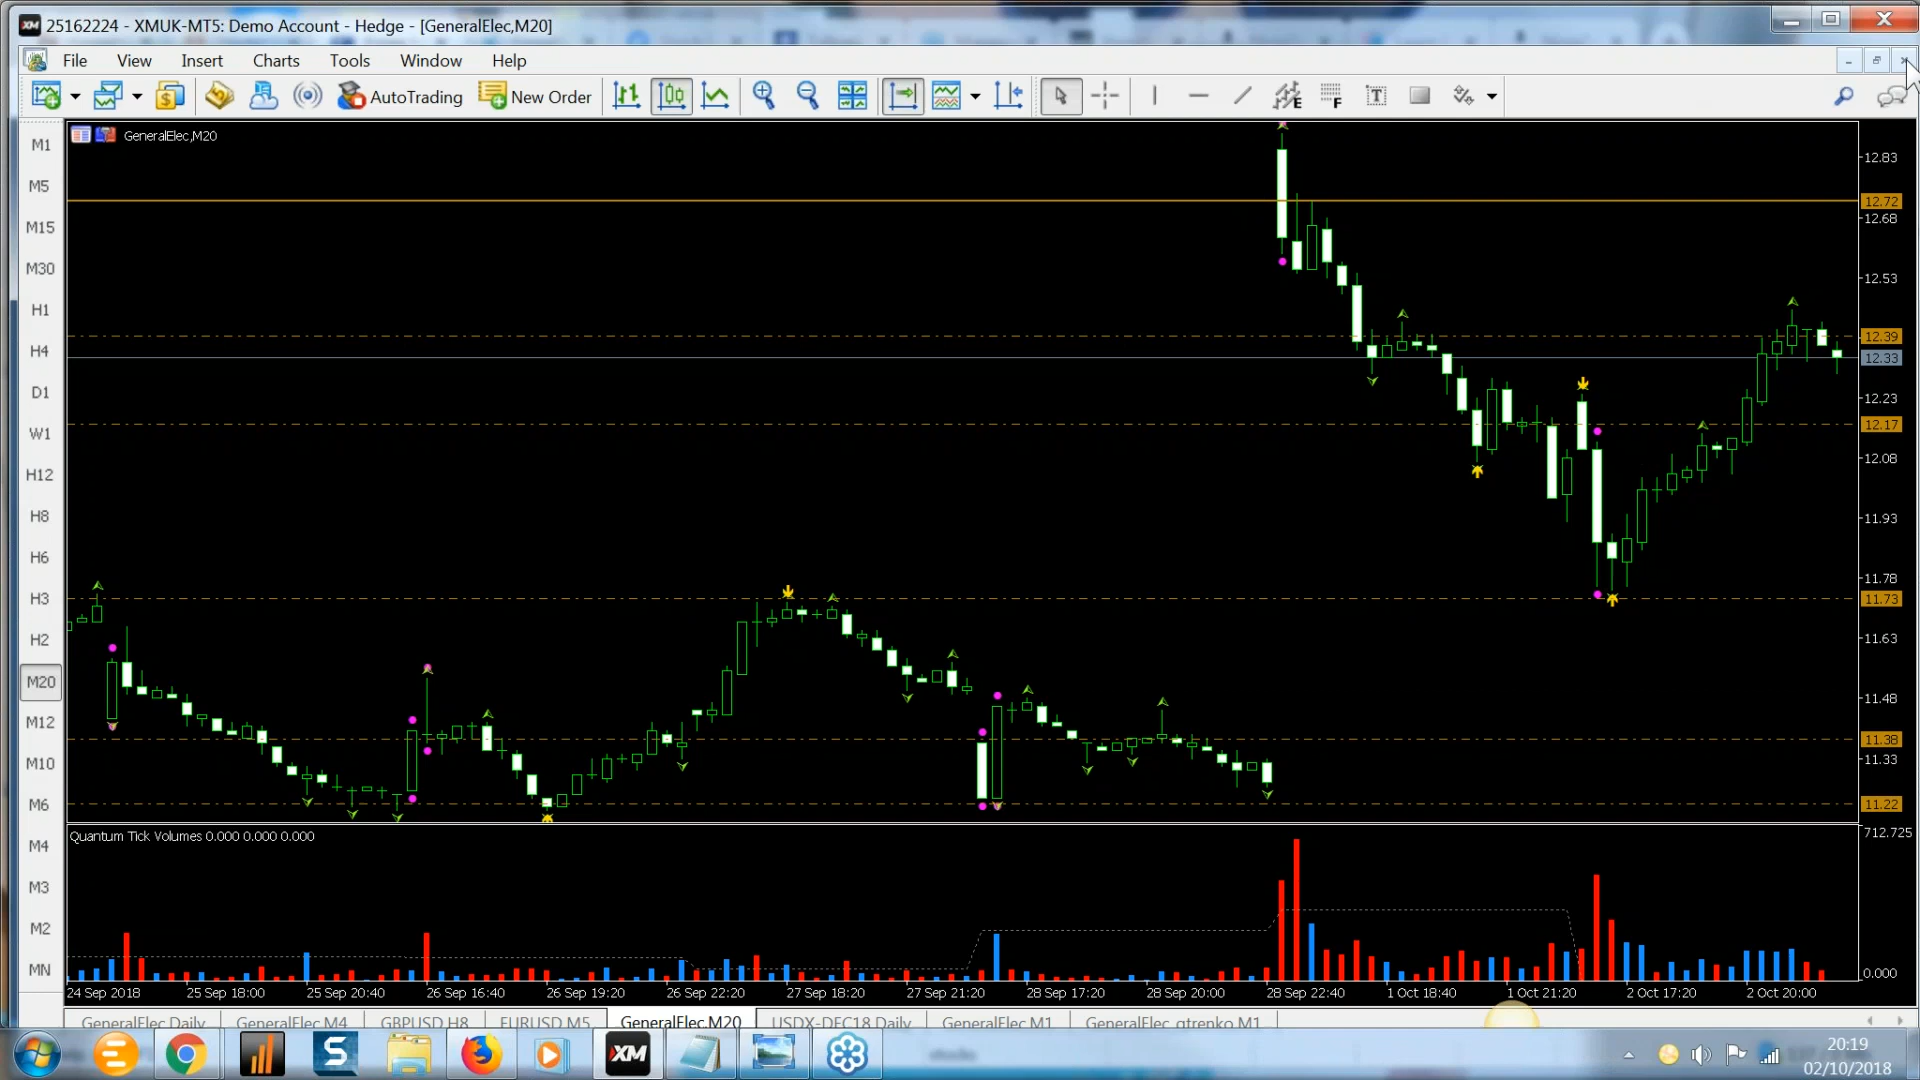 25162224 - XMUK-MT5: Demo Account - Hedge - [GeneralElec,M20]
File View Insert Charts Tools Window Help
AutoTrading New Order
GeneralElec,M20
M1
M5
M15
M30
H1
H4
D1
W1
H12
H8
H6
H3
H2
M20
M12
M10
M6
M4
M3
M2
MN
12.83
12.72
12.68
12.53
12.39
12.33
12.23
12.17
12.08
11.93
11.78
11.73
11.63
11.48
11.38
11.33
11.22
Quantum Tick Volumes 0.000 0.000 0.000
712.725
0.000
24 Sep 2018 25 Sep 18:00 25 Sep 20:40 26 Sep 16:40 26 Sep 19:20 26 Sep 22:20 27 Sep 18:20 27 Sep 21:20 28 Sep 17:20 28 Sep 20:00 28 Sep 22:40 1 Oct 18:40 1 Oct 21:20 2 Oct 17:20 2 Oct 20:00
GeneralElec,Daily GeneralElec,M4 GBPUSD,H8 EURUSD,M5 GeneralElec,M20 USDX-DEC18,Daily GeneralElec,M1 GeneralElec_qtrenko,M1
XM
20:19
02/10/2018